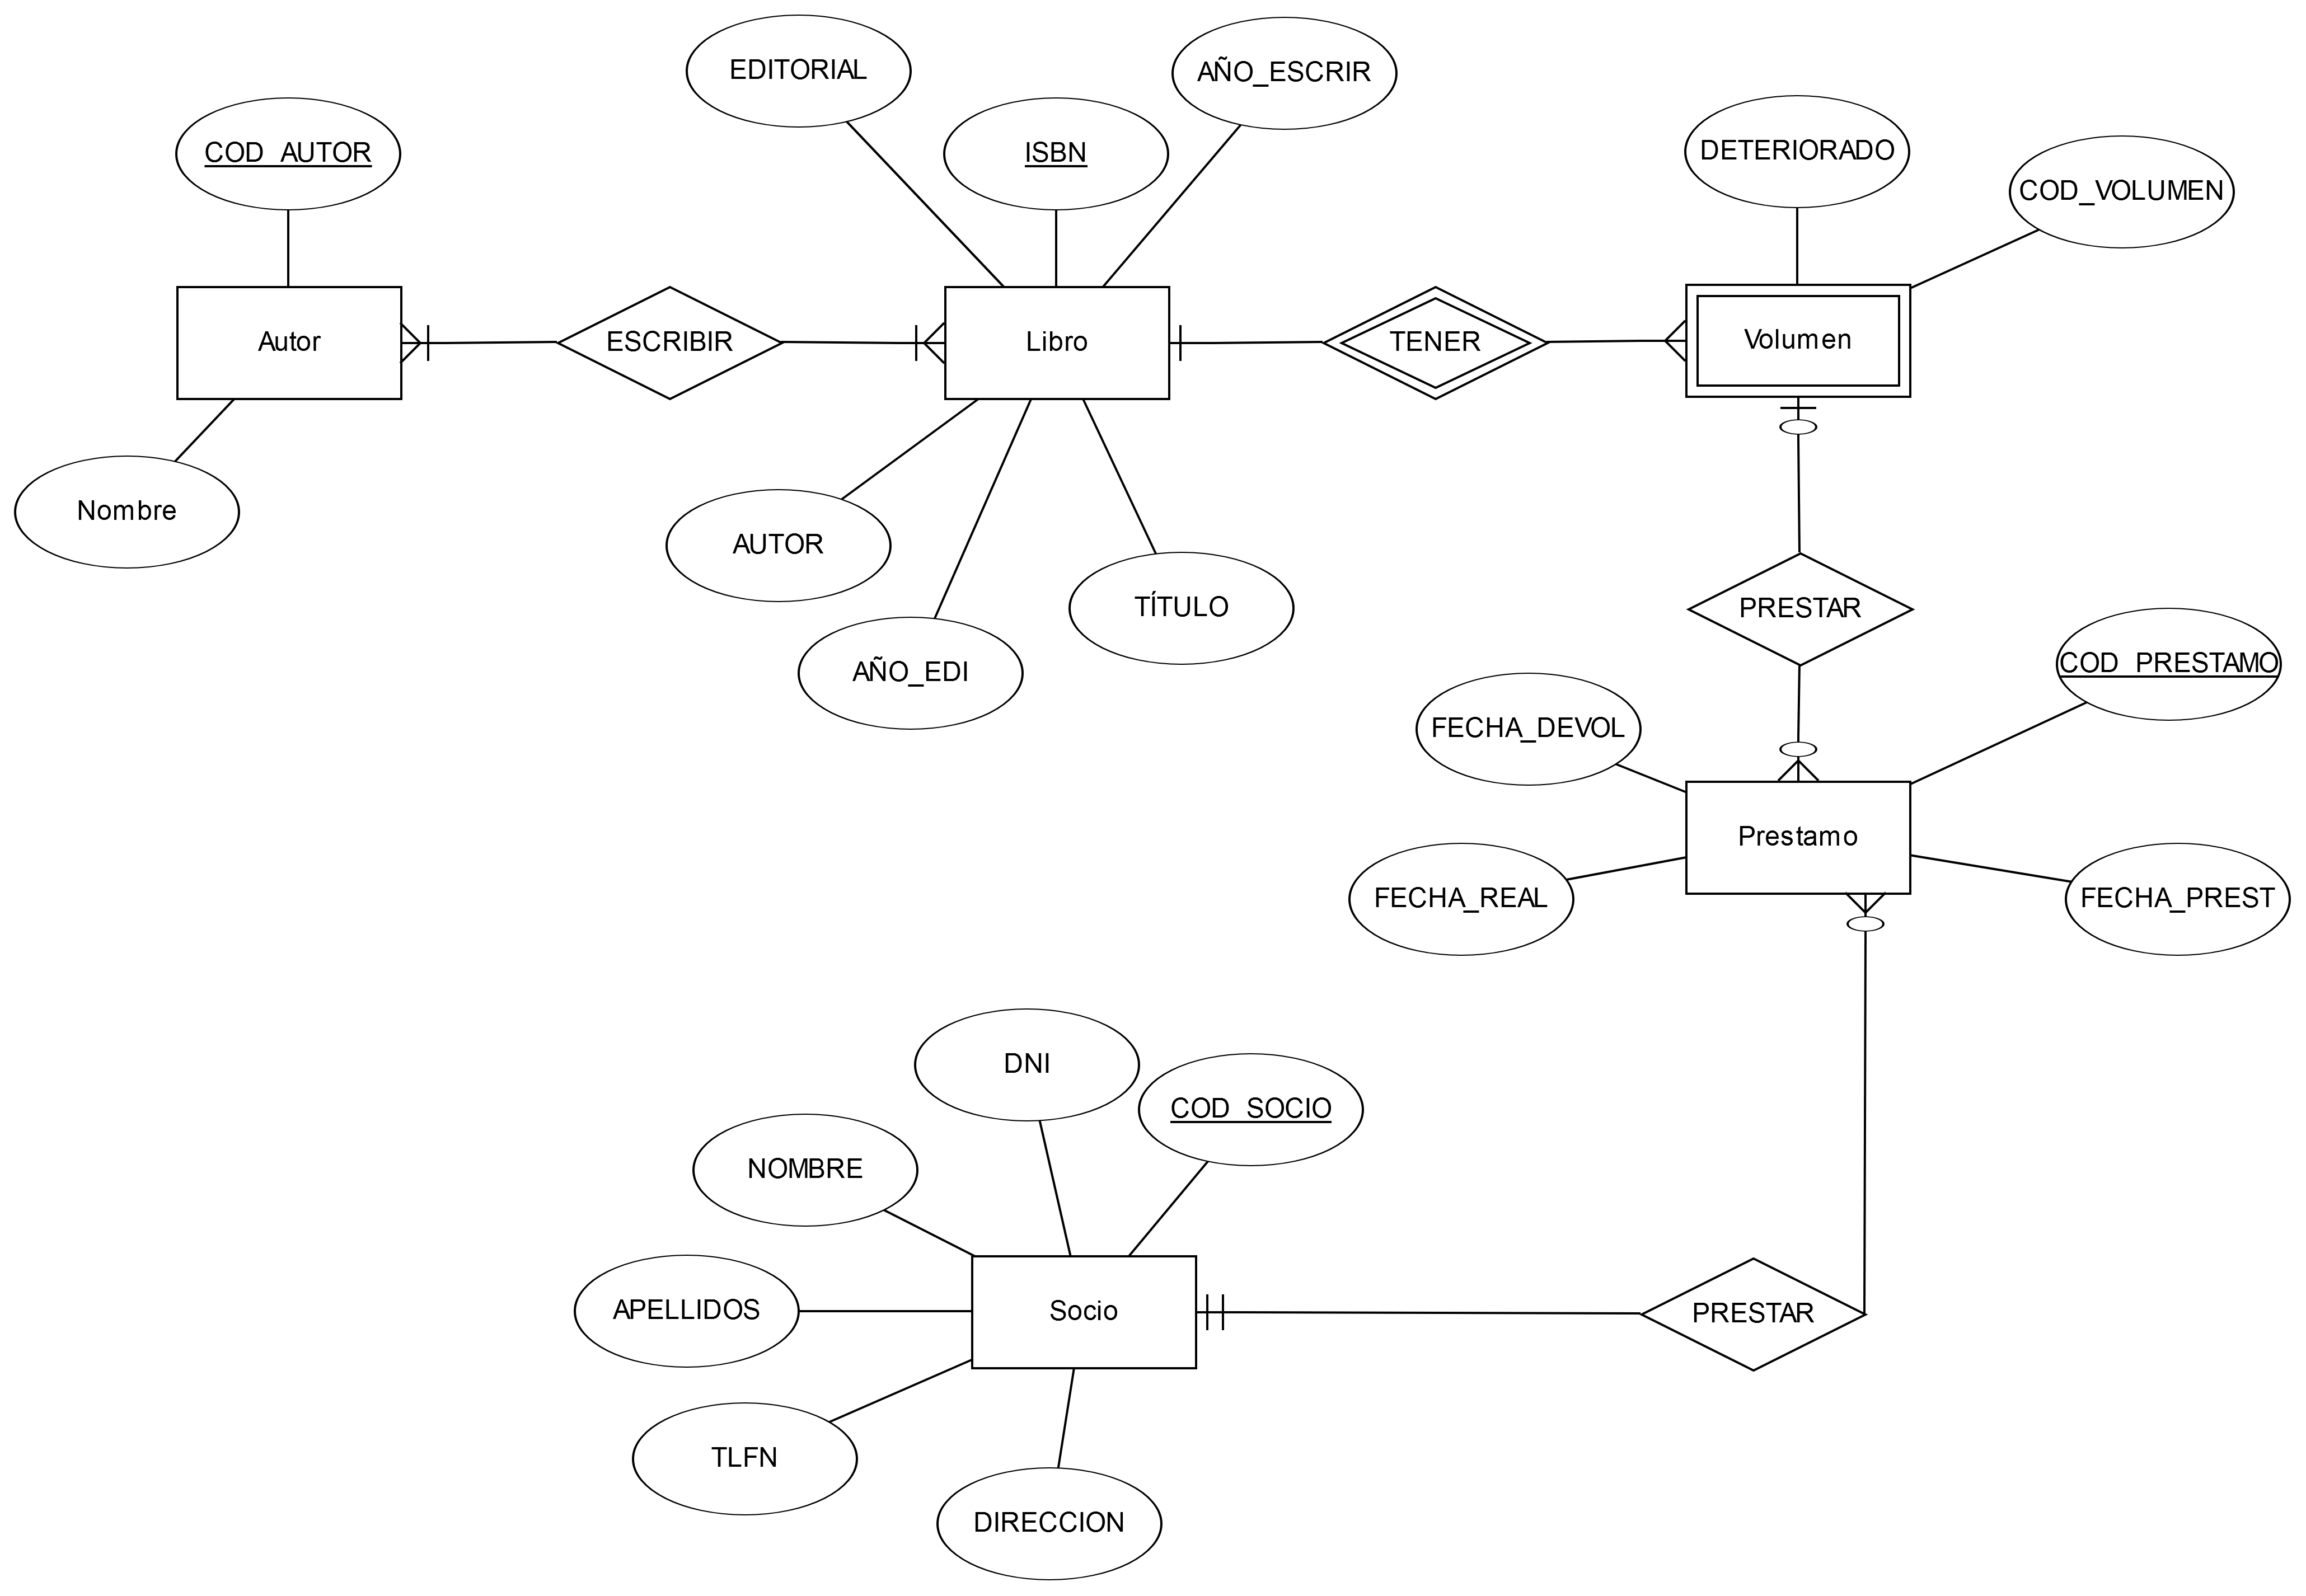 EDITORIAL
AÑO_ESCRIR
COD_AUTOR
ISBN
DETERIORADO
COD_VOLUMEN
Autor
ESCRIBIR
Libro
TENER
Volumen
Nombre
AUTOR
TÍTULO
AÑO_EDI
PRESTAR
COD_PRESTAMO
FECHA_DEVOL
Prestamo
FECHA_REAL
FECHA_PREST
DNI
COD_SOCIO
NOMBRE
APELLIDOS
Socio
PRESTAR
TLFN
DIRECCION